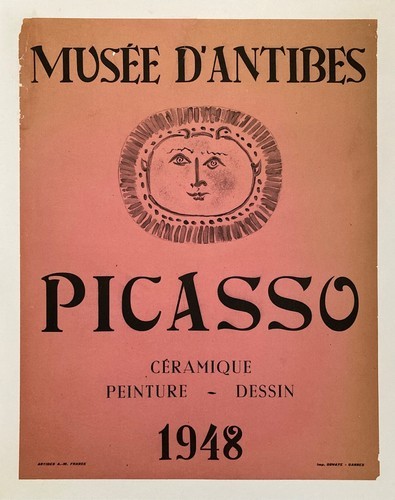 MUSÉE D'ANTIBES
PICASSO
CÉRAMIQUE
PEINTURE - DESSIN
1948